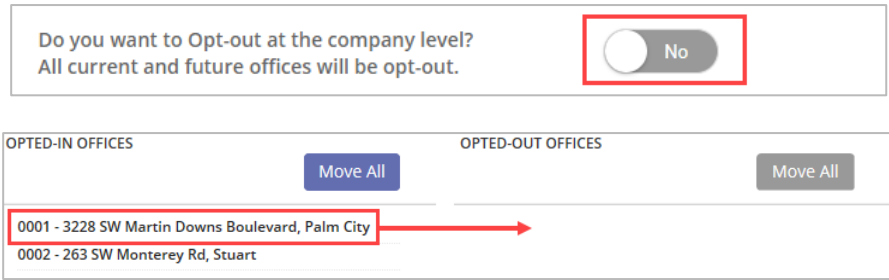 Do you want to Opt-out at the company level?
All current and future offices will be opt-out.
No
OPTED-IN OFFICES
Move All
OPTED-OUT OFFICES
Move All
0001 - 3228 SW Martin Downs Boulevard, Palm City
0002 - 263 SW Monterey Rd, Stuart